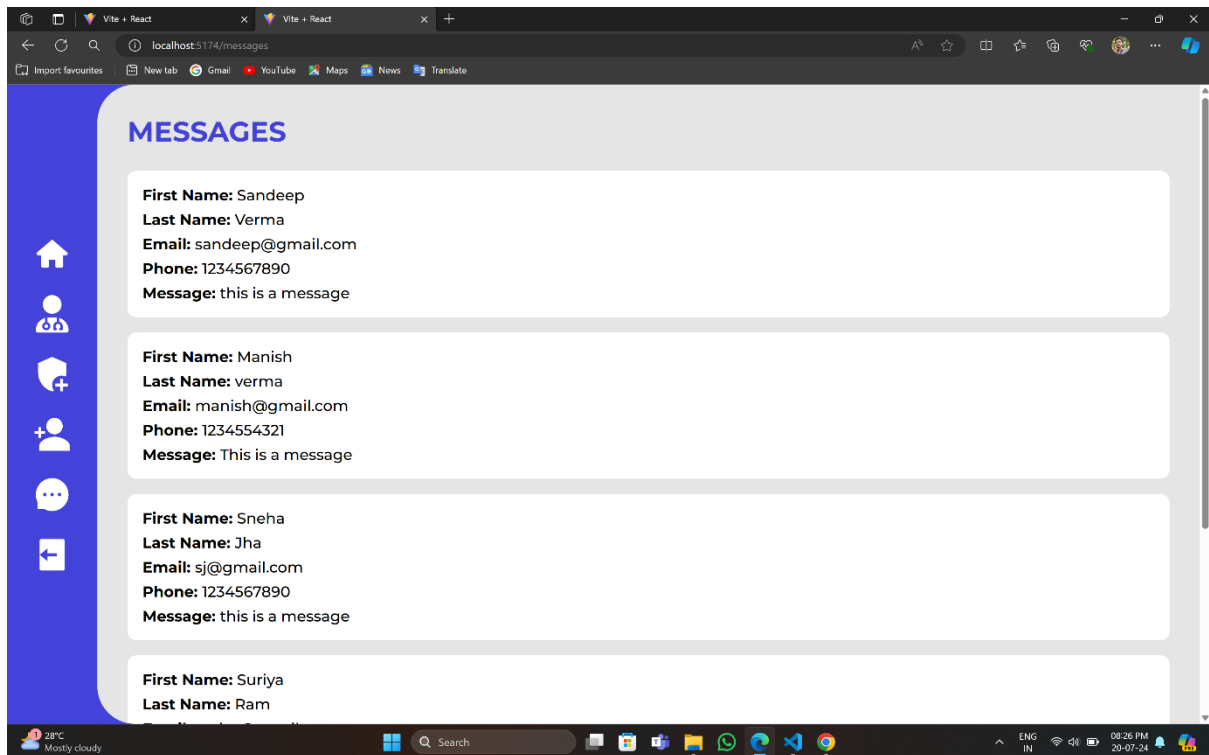 Vite + React
Vite + React
localhost:5174/messages
Import favourites
New tab
Gmail
YouTube
Maps
News
Translate
MESSAGES
First Name: Sandeep
Last Name: Verma
Email: sandeep@gmail.com
Phone: 1234567890
Message: this is a message
First Name: Manish
Last Name: verma
Email: manish@gmail.com
Phone: 1234554321
Message: This is a message
First Name: Sneha
Last Name: Jha
Email: sj@gmail.com
Phone: 1234567890
Message: this is a message
First Name: Suriya
Last Name: Ram
1
28°C
Mostly cloudy
Search
ENG
IN
08:26 PM
20-07-24